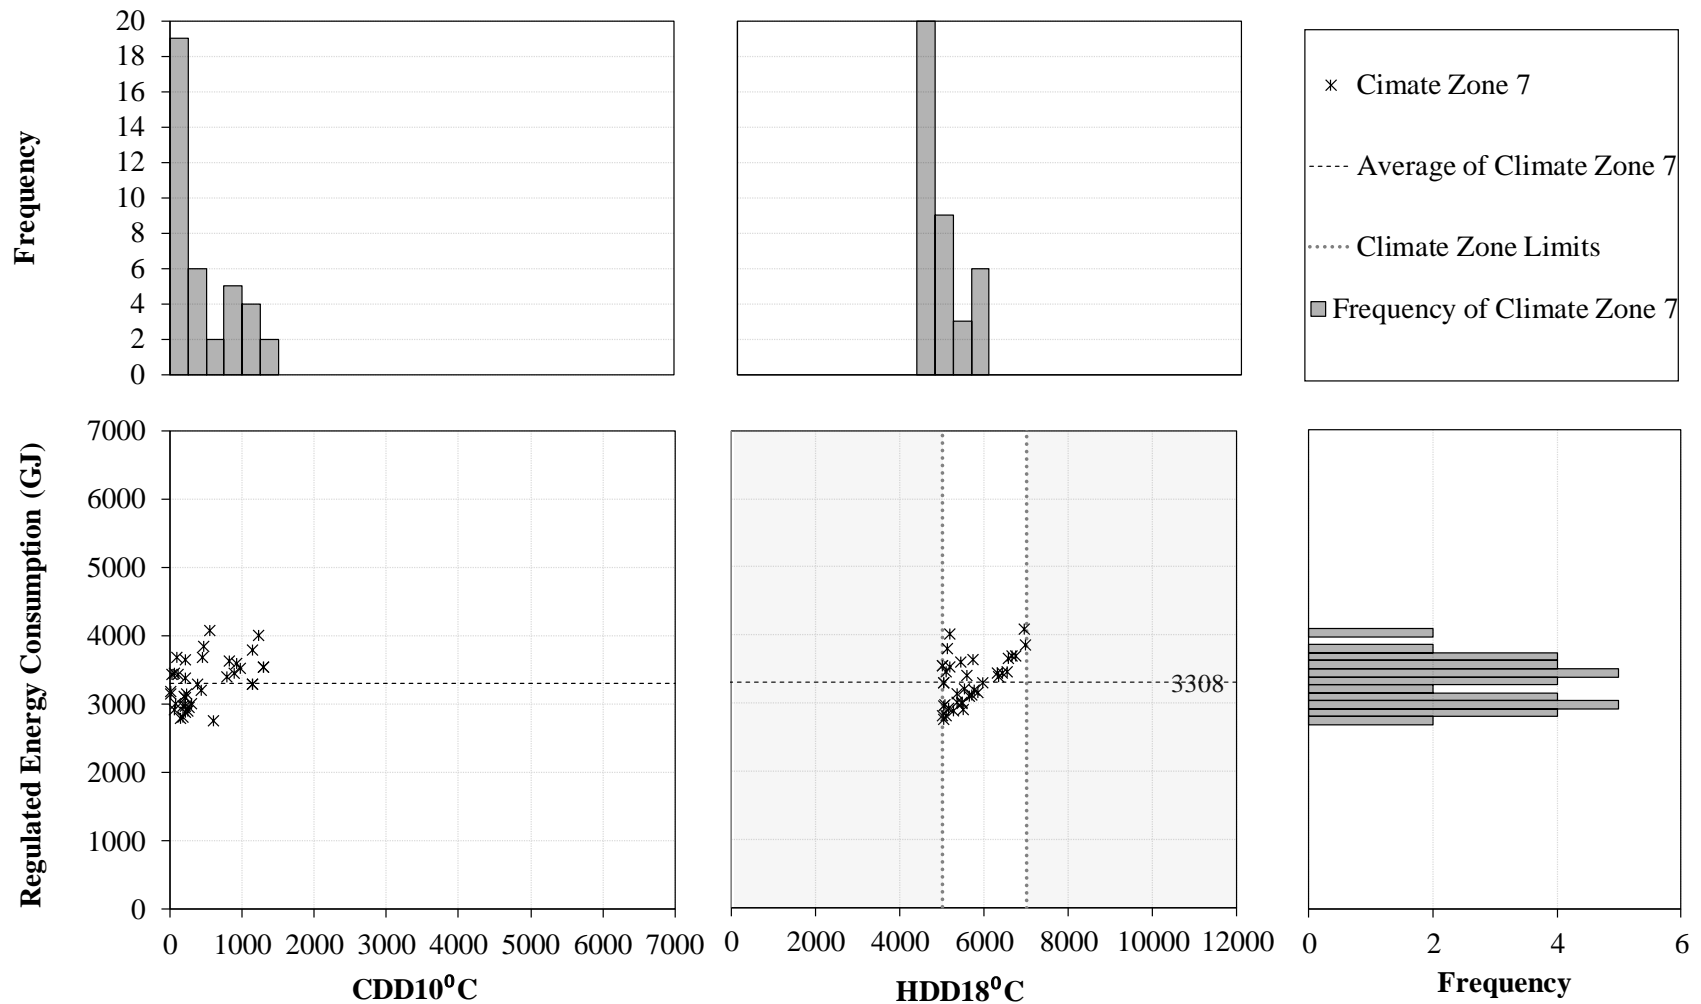 Frequency
20
18
16
14
12
10
8
6
4
2
0
Cimate Zone 7
Average of Climate Zone 7
Climate Zone Limits
Frequency of Climate Zone 7
Regulated Energy Consumption (GJ)
7000
6000
5000
4000
3000
2000
1000
0
3308
0 1000 2000 3000 4000 5000 6000 7000
CDD10⁰C
0 2000 4000 6000 8000 10000 12000
HDD18⁰C
0 2 4 6
Frequency